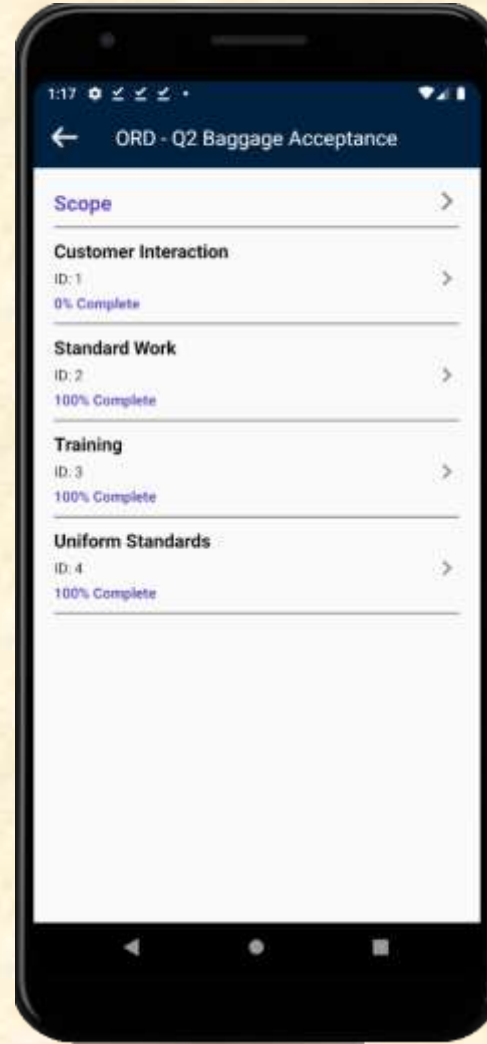 1:17
ORD - Q2 Baggage Acceptance
Scope
Customer Interaction
ID: 1
0% Complete
Standard Work
ID: 2
100% Complete
Training
ID: 3
100% Complete
Uniform Standards
ID: 4
100% Complete